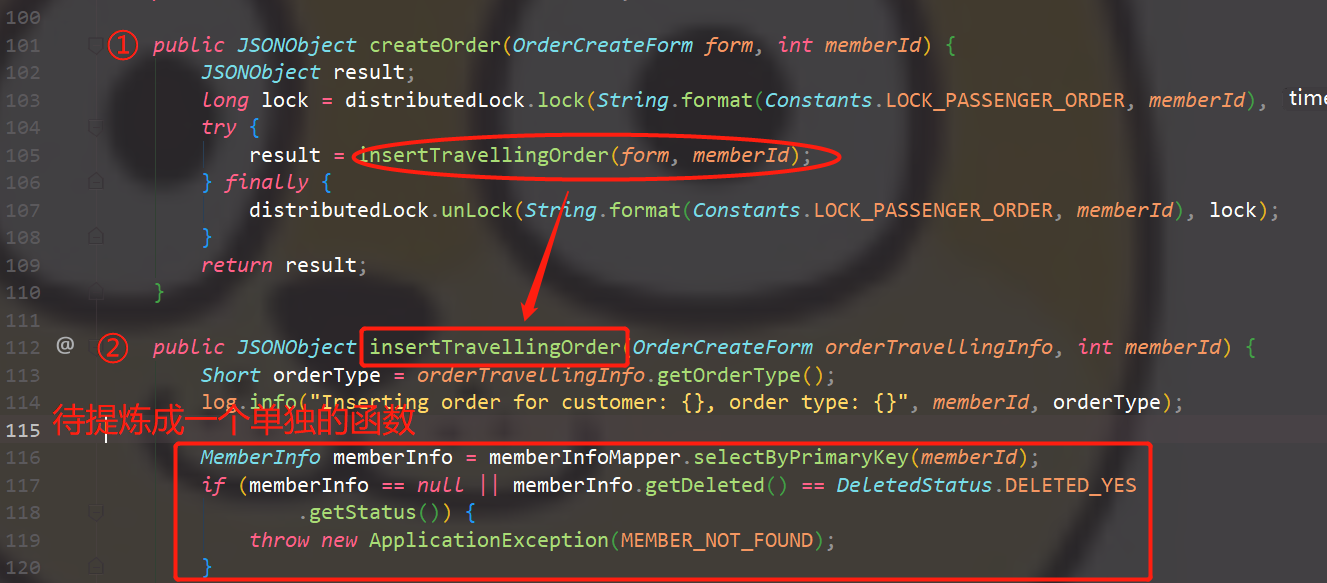 100
101 ① public JSONObject createOrder(OrderCreateForm form, int memberId) {
102 JSONObject result;
103 long lock = distributedLock.lock(String.format(Constants.LOCK_PASSENGER_ORDER, memberId), time
104 try {
105 result = insertTravellingOrder(form, memberId);
106 } finally {
107 distributedLock.unLock(String.format(Constants.LOCK_PASSENGER_ORDER, memberId), lock);
108 }
109 return result;
110 }
111
112 @ ② public JSONObject insertTravellingOrder(OrderCreateForm orderTravellingInfo, int memberId) {
113 Short orderType = orderTravellingInfo.getOrderType();
114 log.info("Inserting order for customer: {}, order type: {}", memberId, orderType);
115 待提炼成一个单独的函数
116 MemberInfo memberInfo = memberInfoMapper.selectByPrimaryKey(memberId);
117 if (memberInfo == null || memberInfo.getDeleted() == DeletedStatus.DELETED_YES
118 .getStatus()) {
119 throw new ApplicationException(MEMBER_NOT_FOUND);
120 }